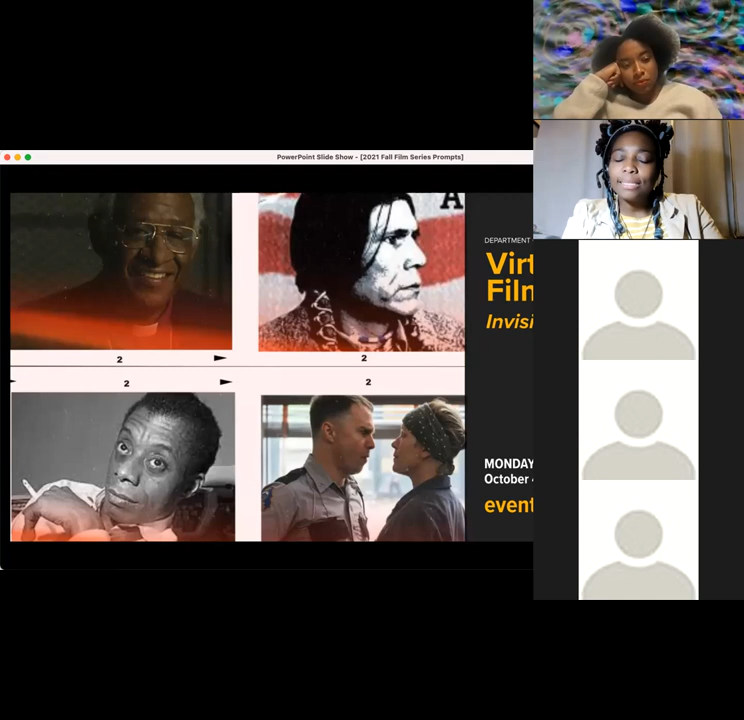 PowerPoint Slide Show - [2021 Fall Film Series Prompts]
A
DEPARTMENT
Virt
Film
Invisi
2
2
2
2
MONDAY
October
event